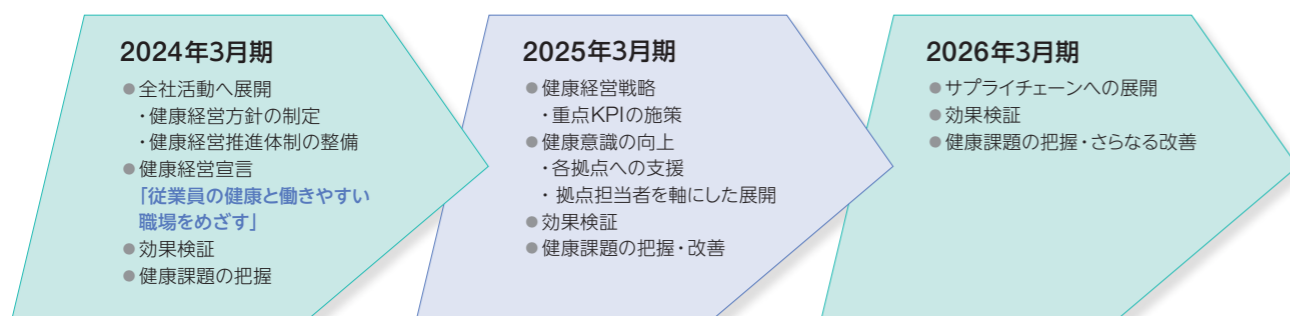 2024年3月期
●全社活動へ展開
・健康経営方針の制定
・健康経営推進体制の整備
●健康経営宣言
「従業員の健康と働きやすい
職場をめざす」
●効果検証
●健康課題の把握
2025年3月期
●健康経営戦略
・重点KPIの施策
●健康意識の向上
・各拠点への支援
・拠点担当者を軸にした展開
●効果検証
●健康課題の把握・改善
2026年3月期
●サプライチェーンへの展開
●効果検証
●健康課題の把握・さらなる改善